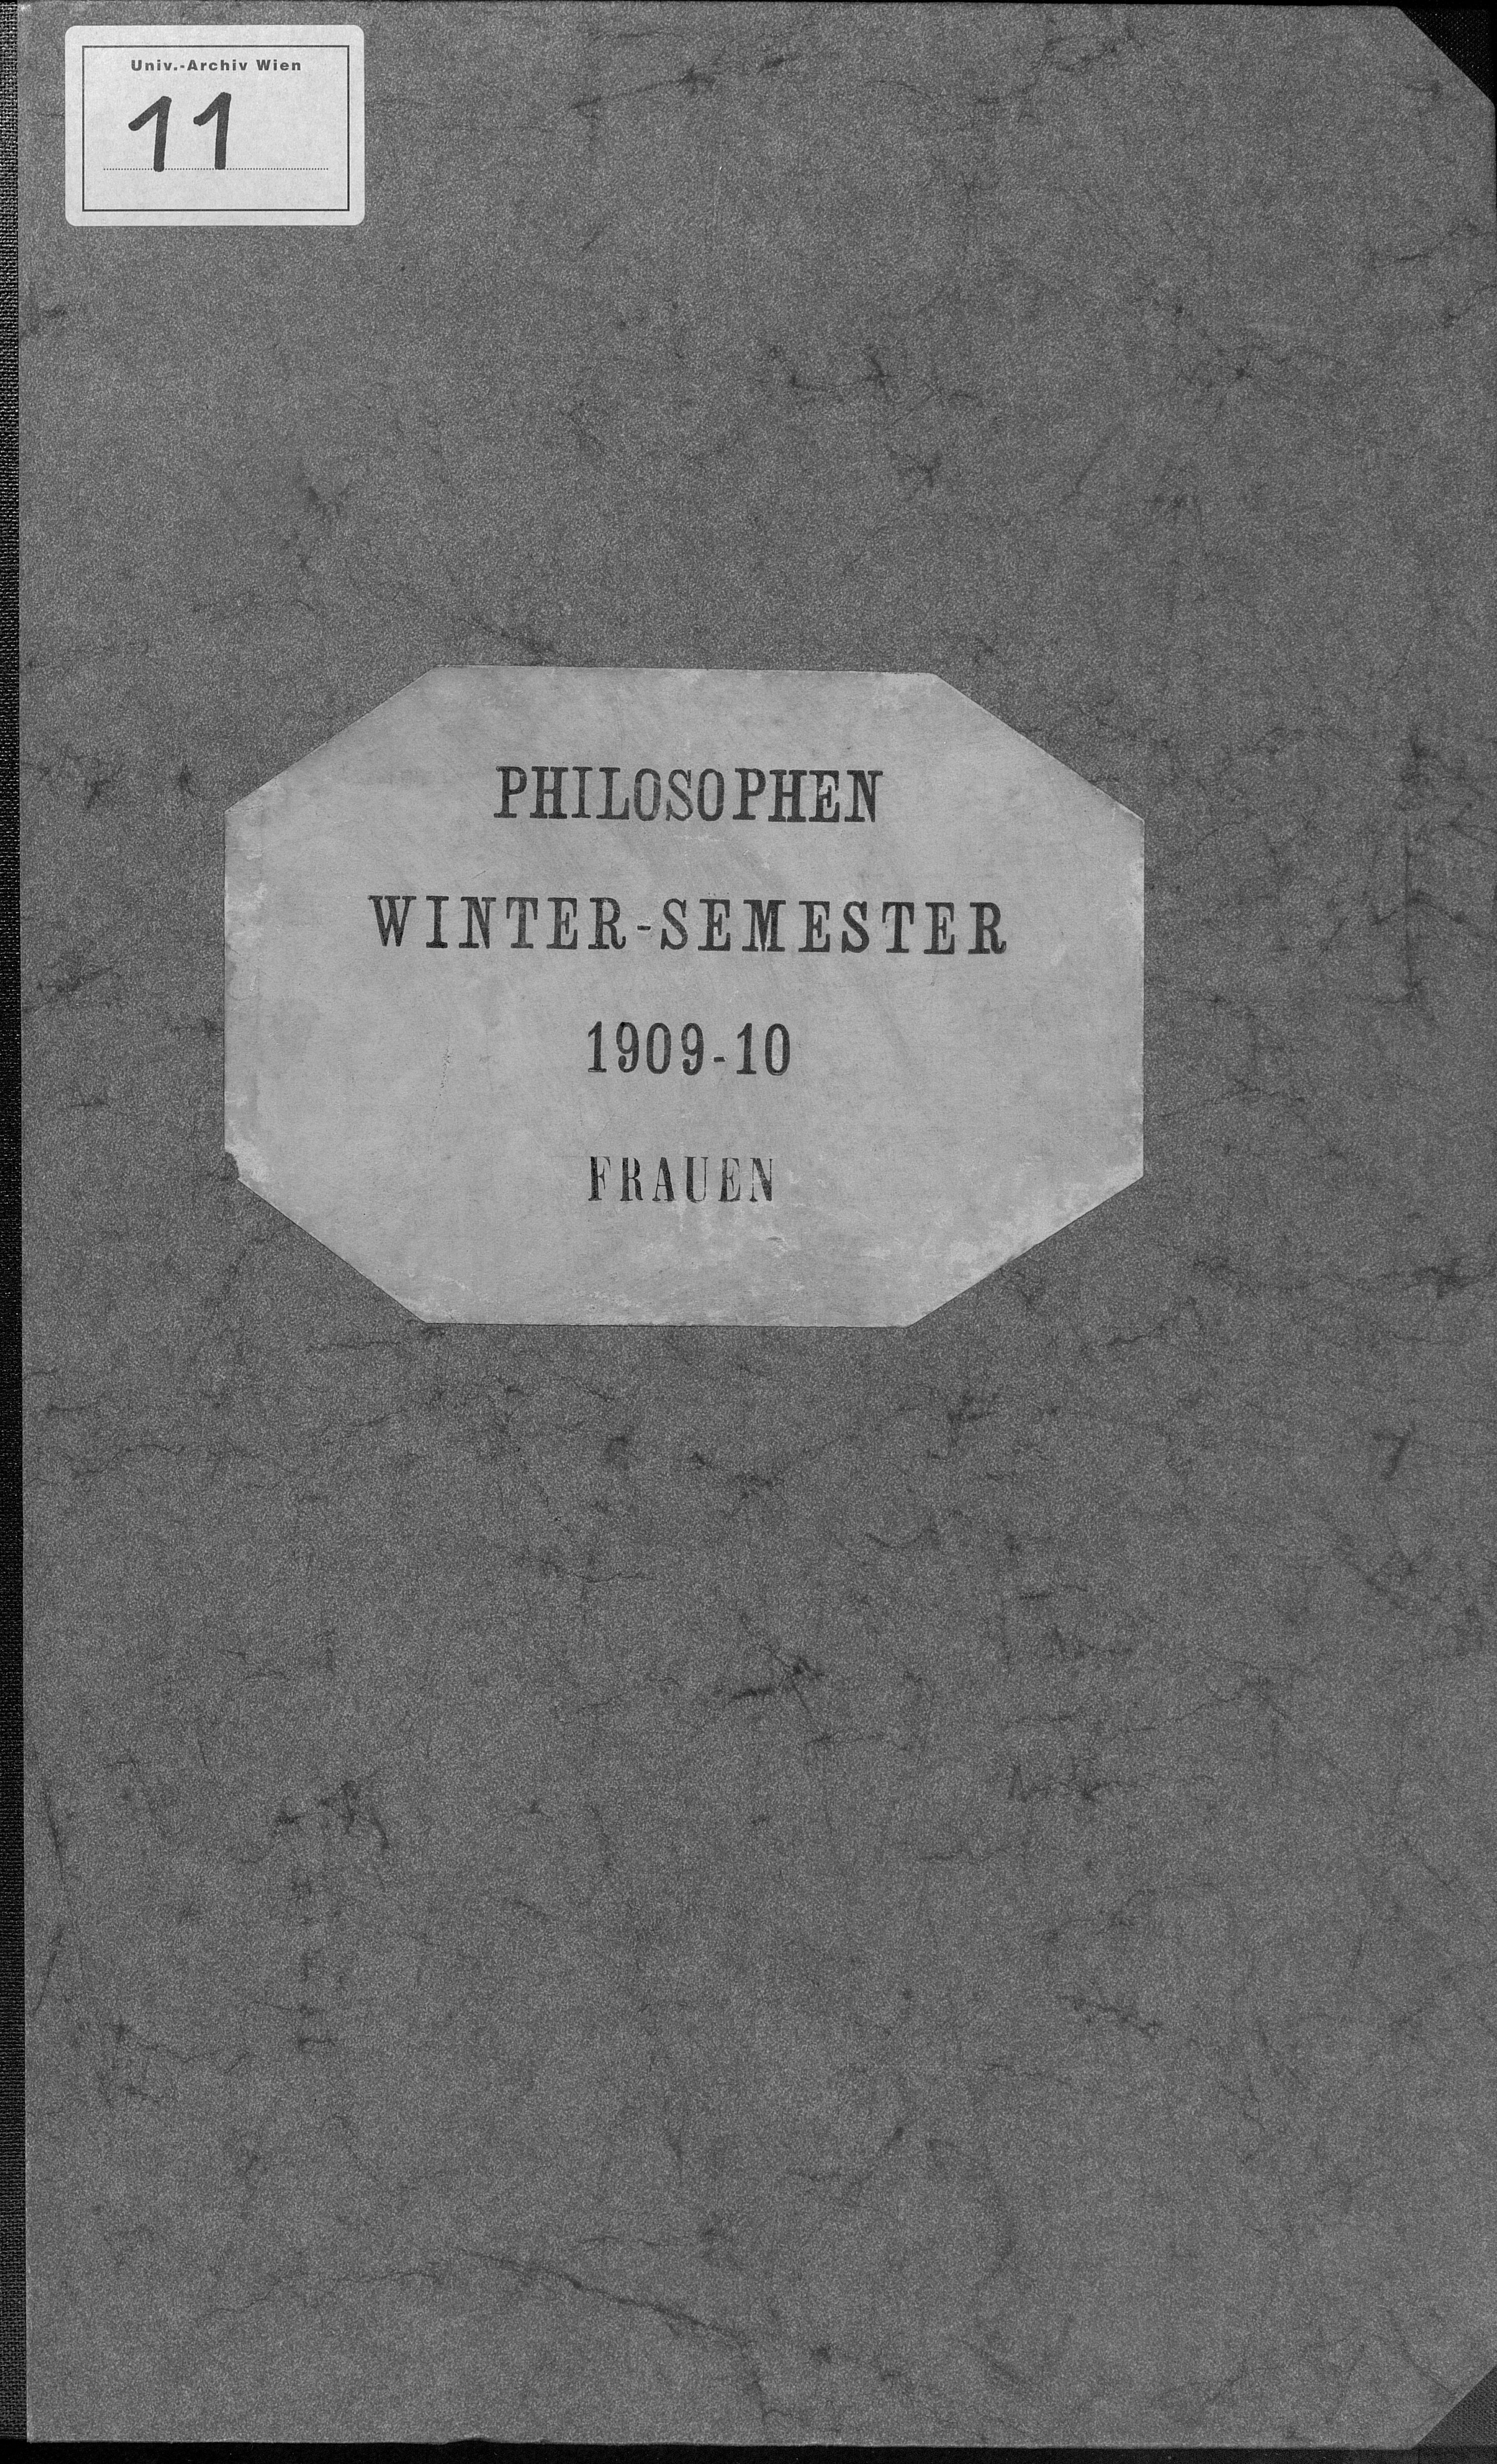 Univ.-Archiv Wien
11
PHILOSOPHEN
WINTER-SEMESTER
1909-10
FRAUEN